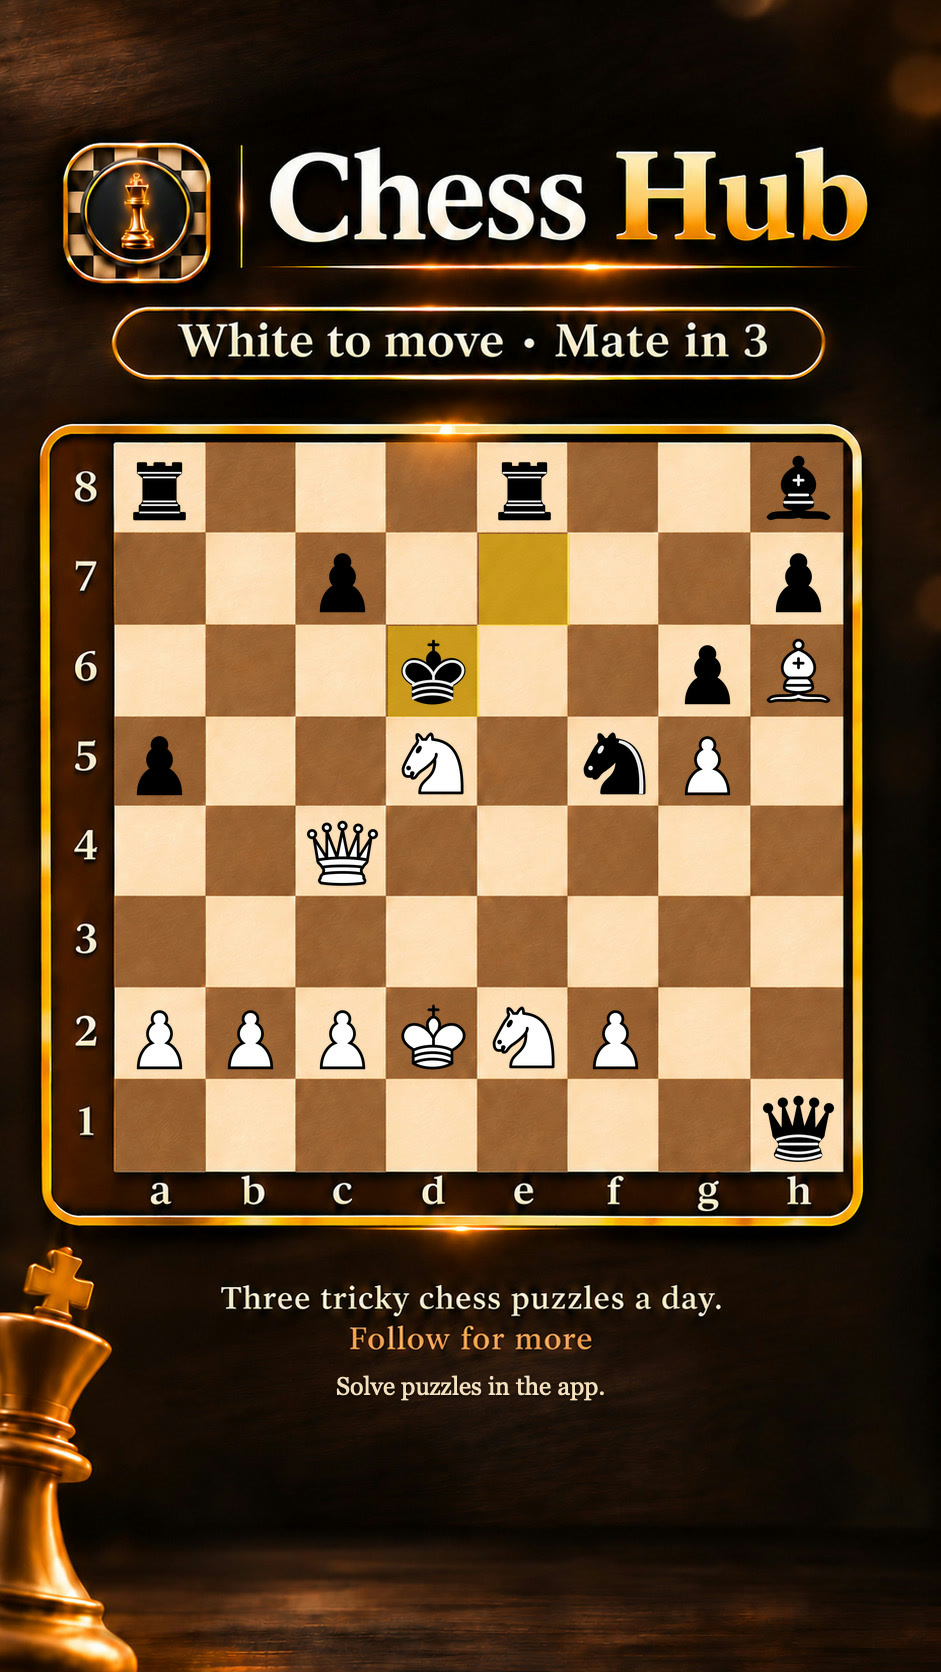 Chess Hub
White to move • Mate in 3
8
7
6
5
4
3
2
1
a b c d e f g h
Three tricky chess puzzles a day.
Follow for more
Solve puzzles in the app.